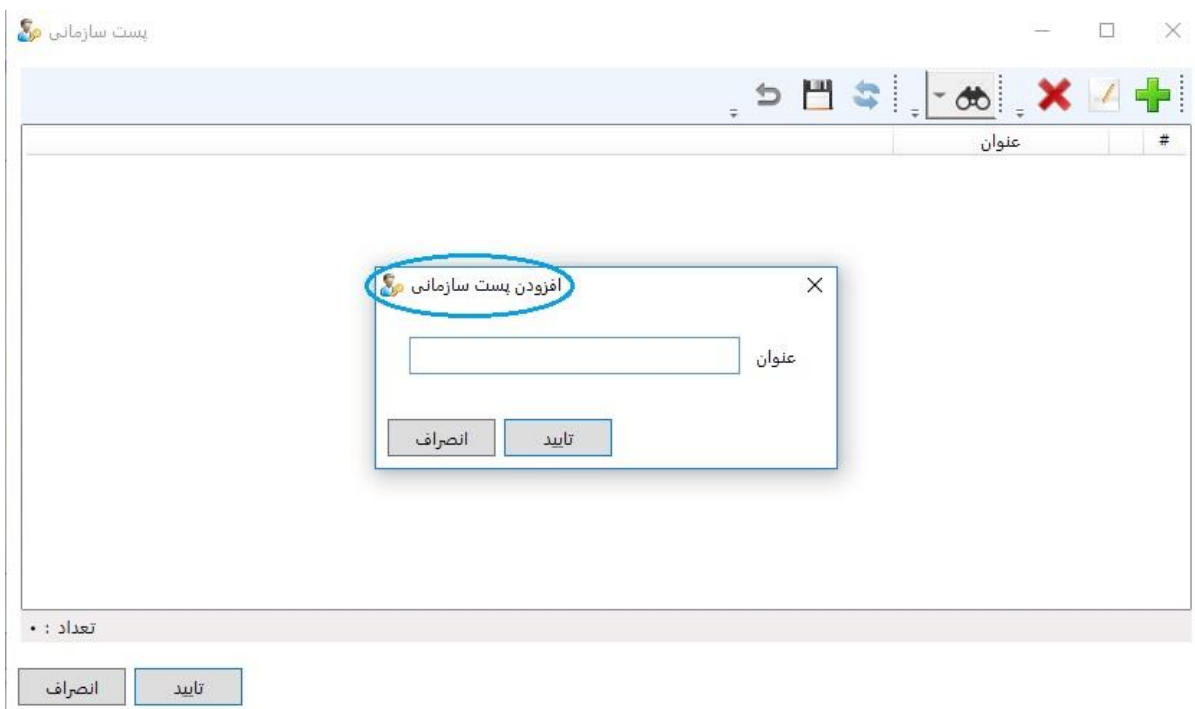 پست سازمانی
# عنوان
افزودن پست سازمانی
عنوان
تایید انصراف
تعداد : ۰
تایید انصراف